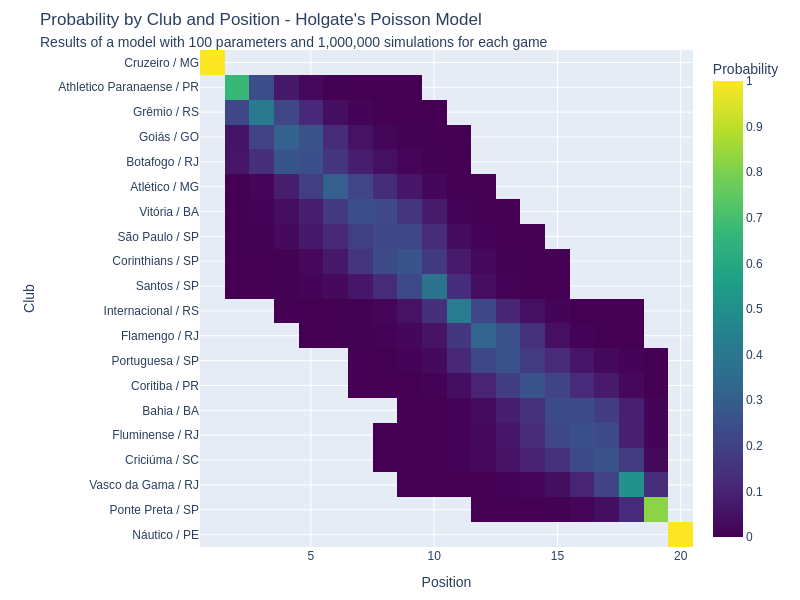 Probability by Club and Position - Holgate's Poisson Model
Results of a model with 100 parameters and 1,000,000 simulations for each game
Probability
Club
Cruzeiro / MG
Athletico Paranaense / PR
Grêmio / RS
Goiás / GO
Botafogo / RJ
Atlético / MG
Vitória / BA
São Paulo / SP
Corinthians / SP
Santos / SP
Internacional / RS
Flamengo / RJ
Portuguesa / SP
Coritiba / PR
Bahia / BA
Fluminense / RJ
Criciúma / SC
Vasco da Gama / RJ
Ponte Preta / SP
Náutico / PE
1
0.9
0.8
0.7
0.6
0.5
0.4
0.3
0.2
0.1
0
5 10 15 20
Position